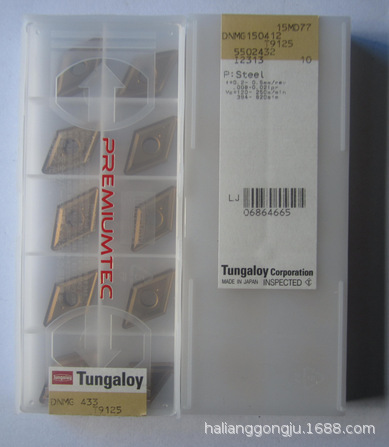 15MD77
DNMG150412
T9125
5502432
12313 10
P:Steel
LJ
06864665
Tungaloy Corporation
MADE IN JAPAN INSPECTED
PREMIUMTEC
Tungaloy
DNMG 433
T9125
halianggongju.1688.com